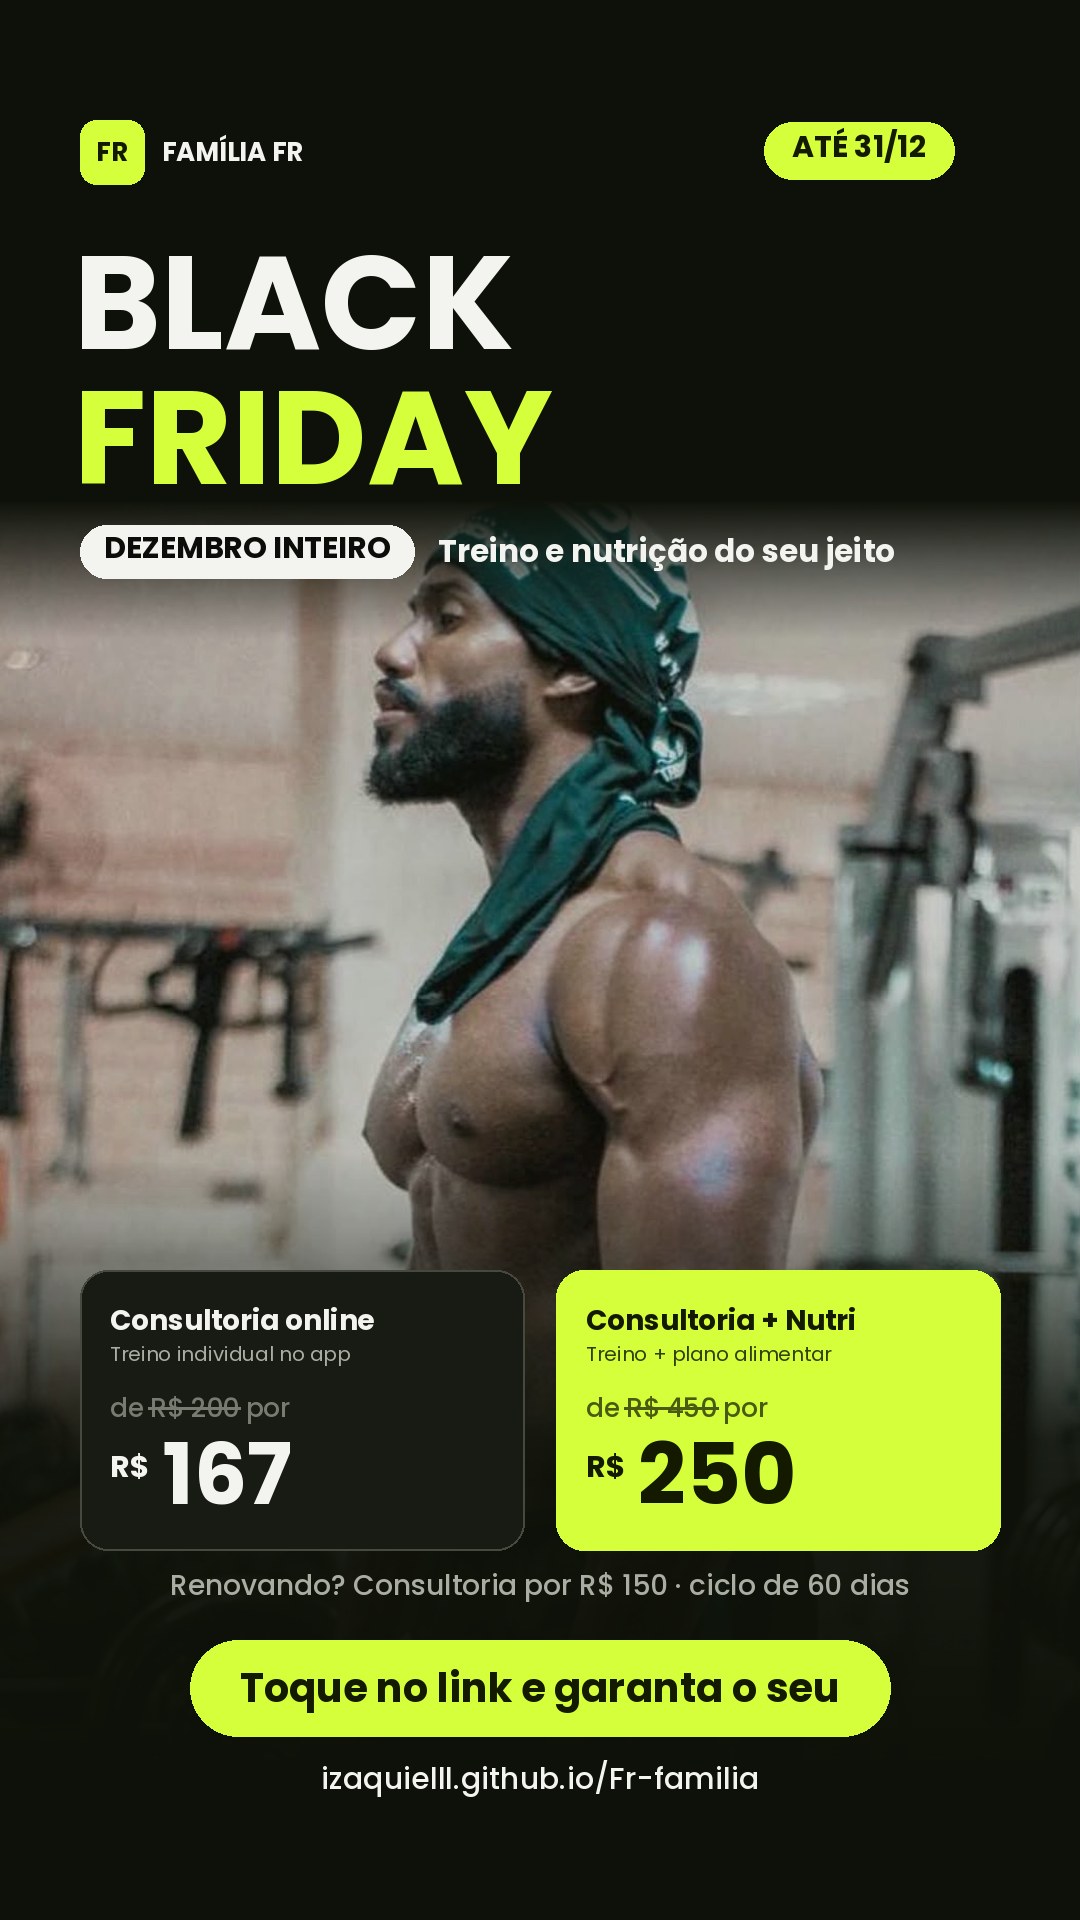 FR FAMÍLIA FR
ATÉ 31/12
BLACK
FRIDAY
DEZEMBRO INTEIRO Treino e nutrição do seu jeito
Consultoria online
Treino individual no app
de R$ 200 por
R$ 167
Consultoria + Nutri
Treino + plano alimentar
de R$ 450 por
R$ 250
Renovando? Consultoria por R$ 150 · ciclo de 60 dias
Toque no link e garanta o seu
izaquielll.github.io/Fr-familia